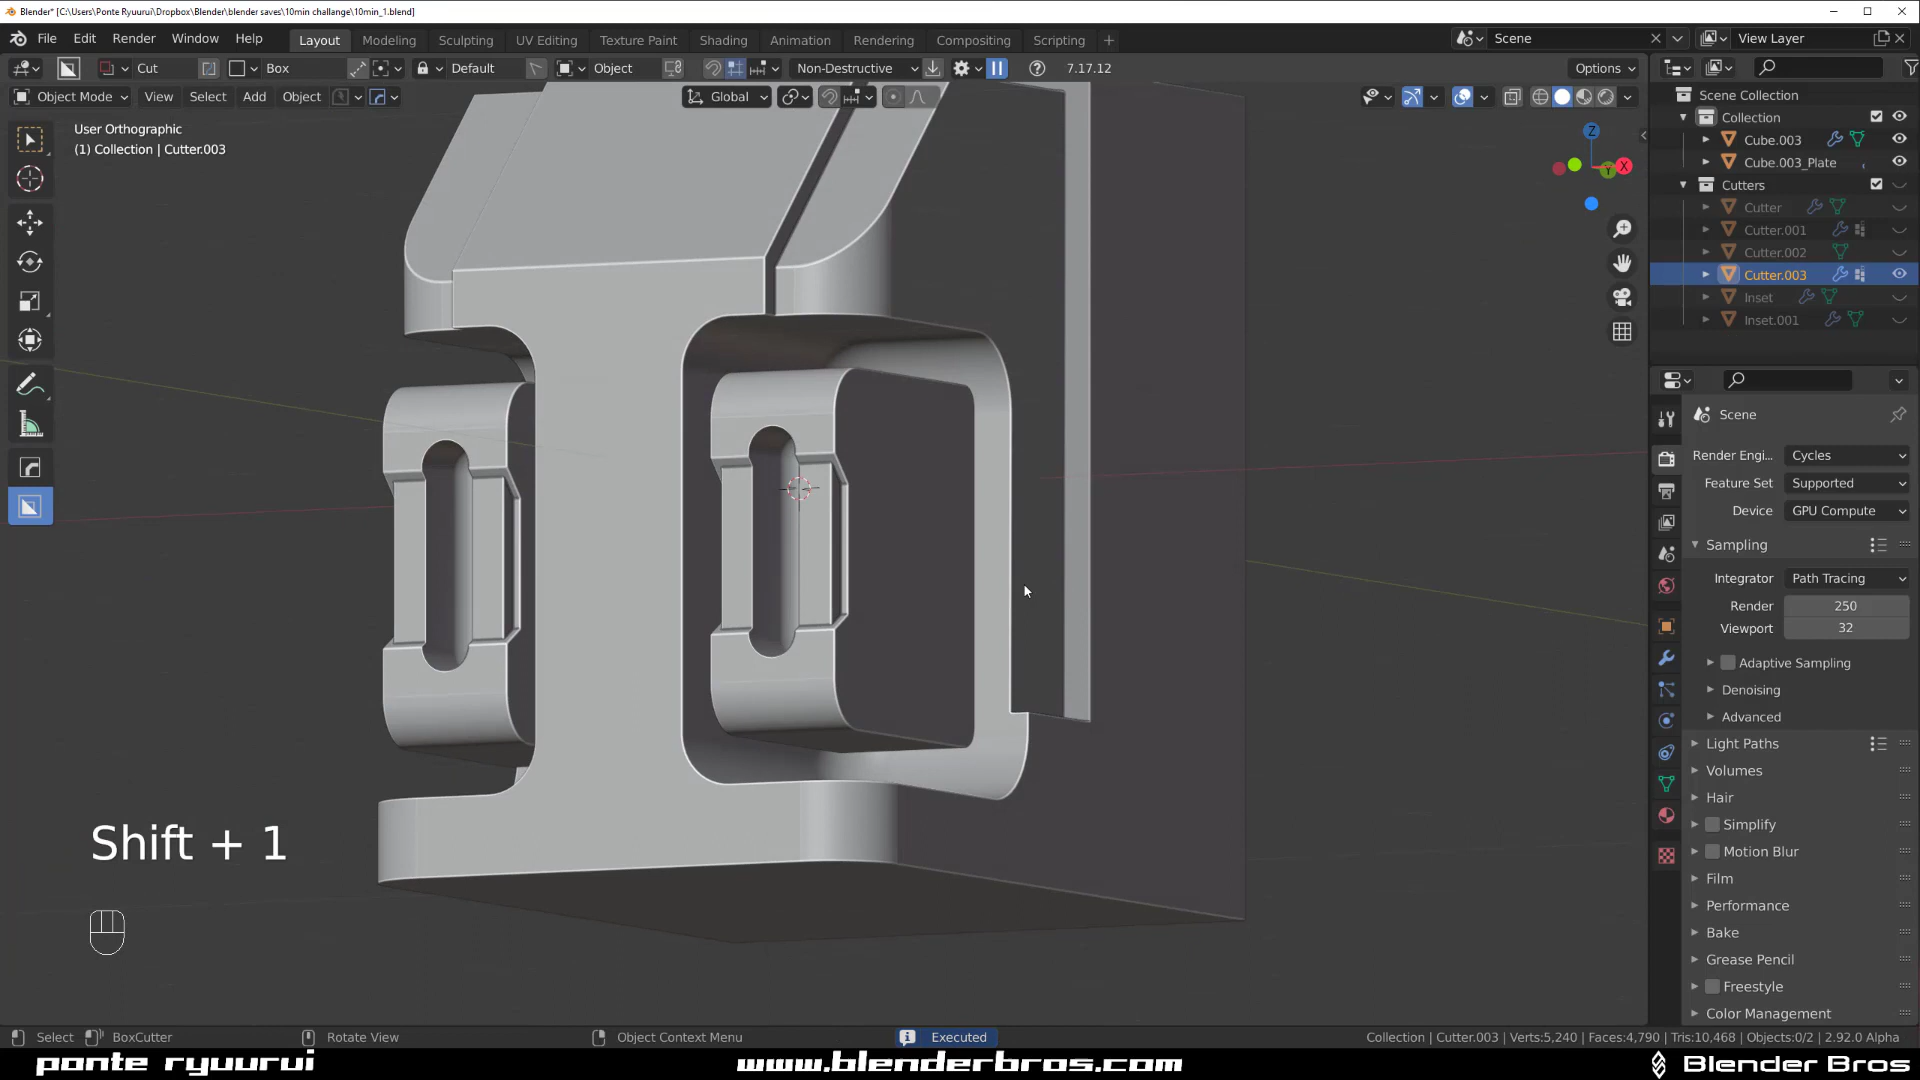 Blender* [C:\Users\Ponte Ryuurui\Dropbox\Blender\blender saves\10min challange\10min_1.blend]
File Edit Render Window Help Layout Modeling Sculpting UV Editing Texture Paint Shading Animation Rendering Compositing Scripting + Scene View Layer
Cut Box Default Object Non-Destructive 7.17.12 Options
Object Mode View Select Add Object Global
User Orthographic
(1) Collection | Cutter.003
Z
X
Y
Scene Collection
Collection
Cube.003
Cube.003_Plate
Cutters
Cutter
Cutter.001
Cutter.002
Cutter.003
Inset
Inset.001
Scene
Render Engi... Cycles
Feature Set Supported
Device GPU Compute
Sampling
Integrator Path Tracing
Render 250
Viewport 32
Adaptive Sampling
Denoising
Advanced
Light Paths
Volumes
Hair
Simplify
Motion Blur
Film
Performance
Bake
Grease Pencil
Freestyle
Color Management
Shift + 1
Select BoxCutter Rotate View Object Context Menu Executed Collection | Cutter.003 | Verts:5,240 | Faces:4,790 | Tris:10,468 | Objects:0/2 | 2.92.0 Alpha
ponte ryuurui www.blenderbros.com Blender Bros